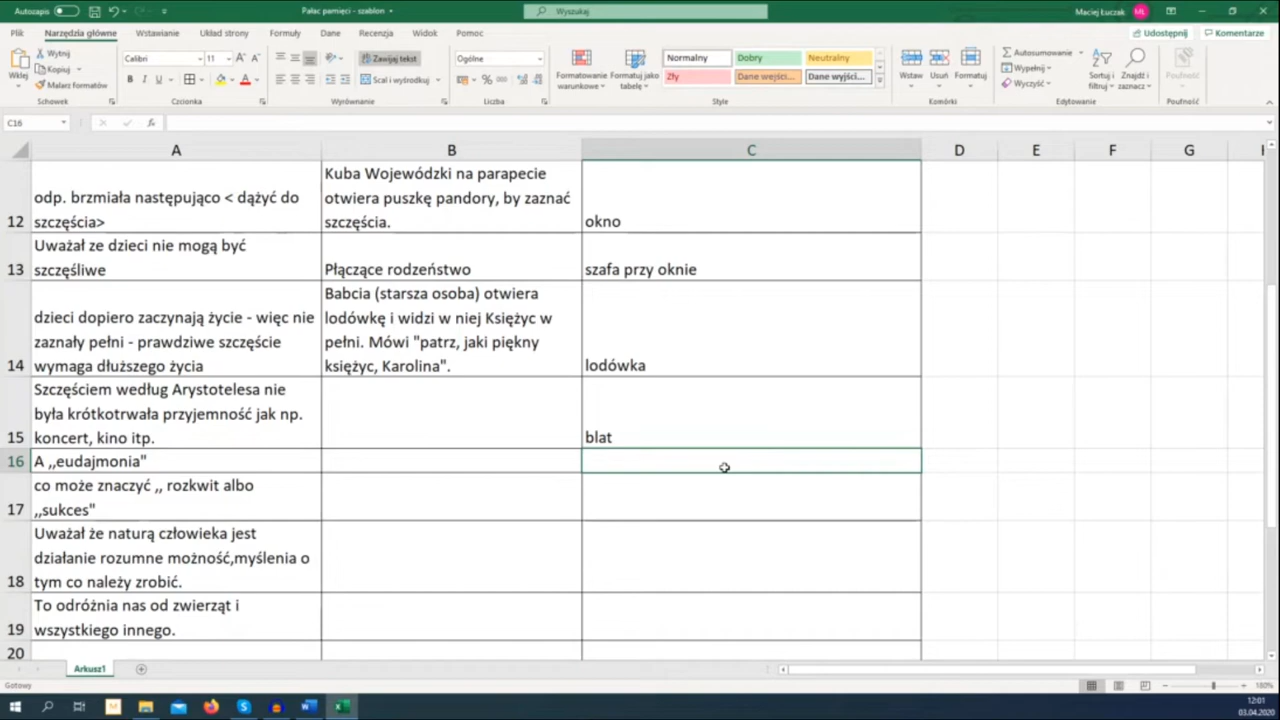 Autozapis
Pałac pamięci - szablon
Wyszukaj
Maciej Łuczak
MŁ
Plik Narzędzia główne Wstawianie Układ strony Formuły Dane Recenzja Widok Pomoc
Udostępnij Komentarze
Wklej
Wytnij
Kopiuj
Malarz formatów
Schowek
Calibri 11
B I U
Czcionka
Zawijaj tekst
Scal i wyśrodkuj
Wyrównanie
Ogólne
Liczba
Formatowanie warunkowe
Formatuj jako tabelę
Normalny Dobry Neutralny
Zły Dane wejści... Dane wyjści...
Style
Wstaw Usuń Formatuj
Komórki
Autosumowanie
Wypełnij
Wyczyść
Sortuj i filtruj
Znajdź i zaznacz
Edytowanie
Poufność
Poufność
C16
fx
A B C D E F G
12
odp. brzmiała następująco < dążyć do
szczęścia>
Kuba Wojewódzki na parapecie
otwiera puszkę pandory, by zaznać
szczęścia.
okno
13
Uważał ze dzieci nie mogą być
szczęśliwe
Płączące rodzeństwo
szafa przy oknie
14
dzieci dopiero zaczynają życie - więc nie
zaznały pełni - prawdziwe szczęście
wymaga dłuższego życia
Babcia (starsza osoba) otwiera
lodówkę i widzi w niej Księżyc w
pełni. Mówi "patrz, jaki piękny
księżyc, Karolina".
lodówka
15
Szczęściem według Arystotelesa nie
była krótkotrwała przyjemność jak np.
koncert, kino itp.
blat
16
A ,,eudajmonia"
17
co może znaczyć ,, rozkwit albo
,,sukces"
18
Uważał że naturą człowieka jest
działanie rozumne możność,myślenia o
tym co należy zrobić.
19
To odróżnia nas od zwierząt i
wszystkiego innego.
20
Arkusz1
Gotowy
180%
12:01
03.04.2020